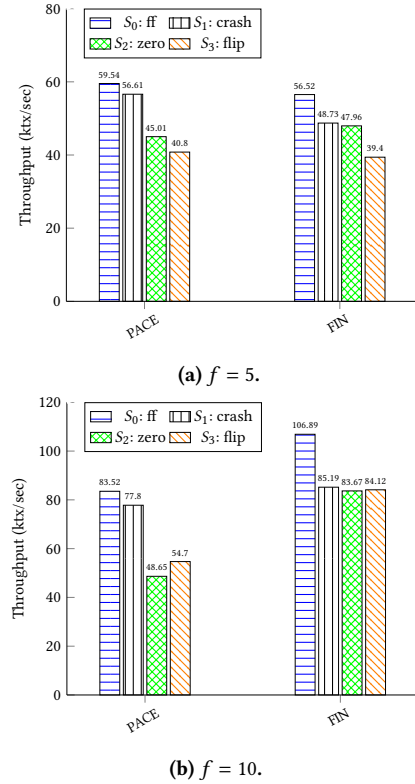 80
60
40
20
0
Throughput (ktx/sec)
S₀: ff S₁: crash
S₂: zero S₃: flip
59.54 56.61 45.01 40.8
56.52 48.73 47.96 39.4
PACE FIN
(a) f = 5.
120
100
80
60
40
20
0
Throughput (ktx/sec)
S₀: ff S₁: crash
S₂: zero S₃: flip
83.52 77.8 48.65 54.7
106.89 85.19 83.67 84.12
PACE FIN
(b) f = 10.